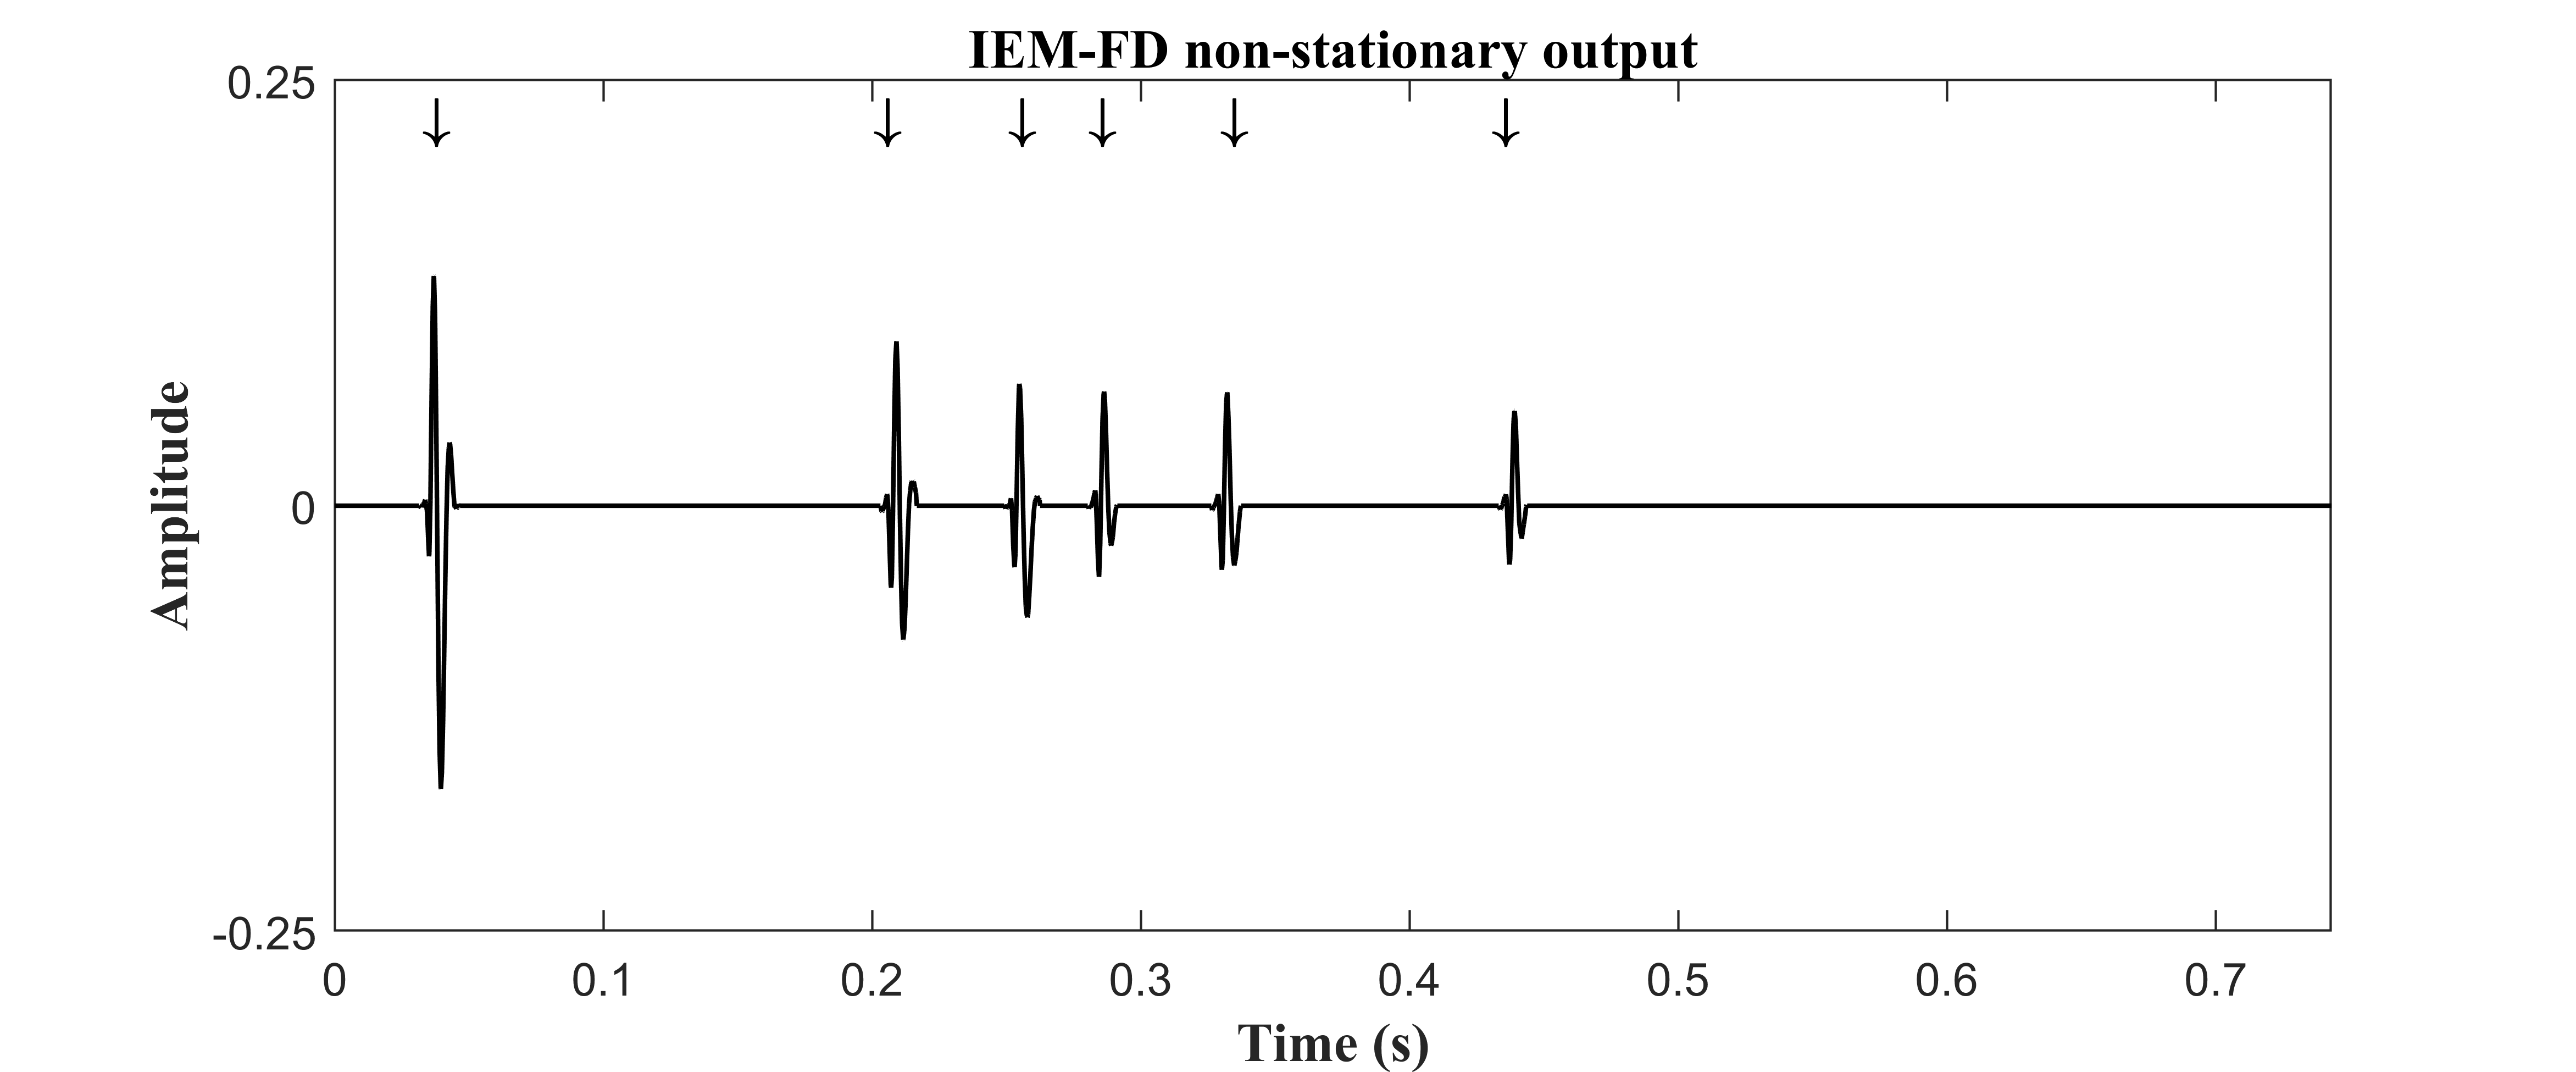 IEM-FD non-stationary output
0.25
0
-0.25
Amplitude
0 0.1 0.2 0.3 0.4 0.5 0.6 0.7
Time (s)